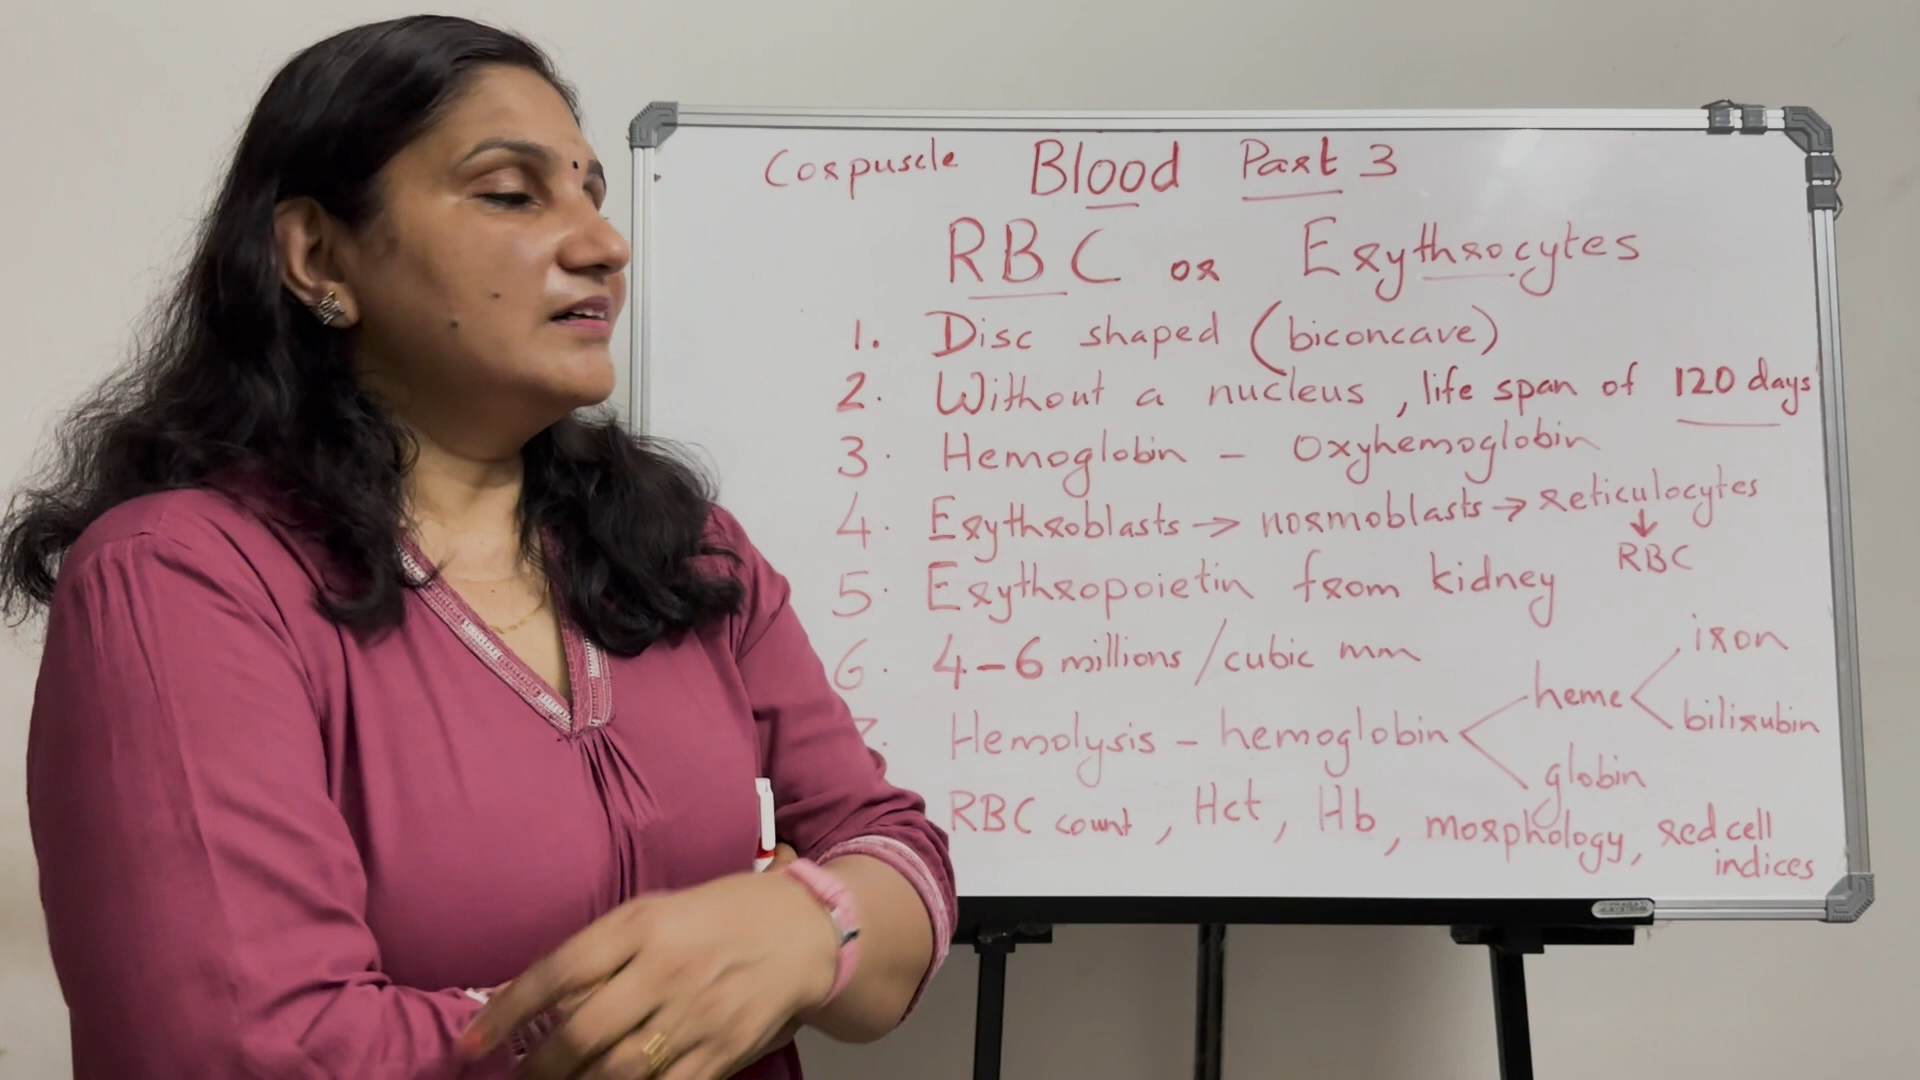 Corpuscle Blood Part 3
RBC or Erythrocytes
1. Disc shaped (biconcave)
2. Without a nucleus, life span of 120 days
3. Hemoglobin - Oxyhemoglobin
4. Erythroblasts → normoblasts → reticulocytes
↓
RBC
5. Erythropoietin from kidney
6. 4-6 millions / cubic mm
7. Hemolysis - hemoglobin < heme < iron
bilirubin
globin
RBC count, Hct, Hb, morphology, red cell
indices